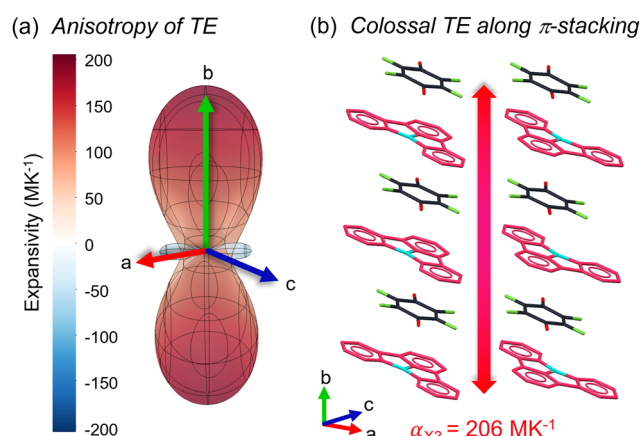 (a) Anisotropy of TE
(b) Colossal TE along π-stacking
Expansivity (MK⁻¹)
200
150
100
50
0
-50
-100
-150
-200
b
a
c
b
c
a
α_X3 = 206 MK⁻¹